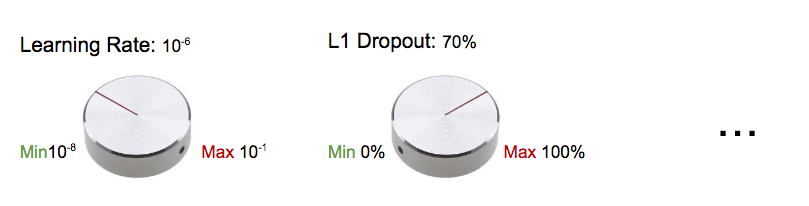 Learning Rate: 10⁻⁶
L1 Dropout: 70%
Min10⁻⁸
Max 10⁻¹
Min 0%
Max 100%
...